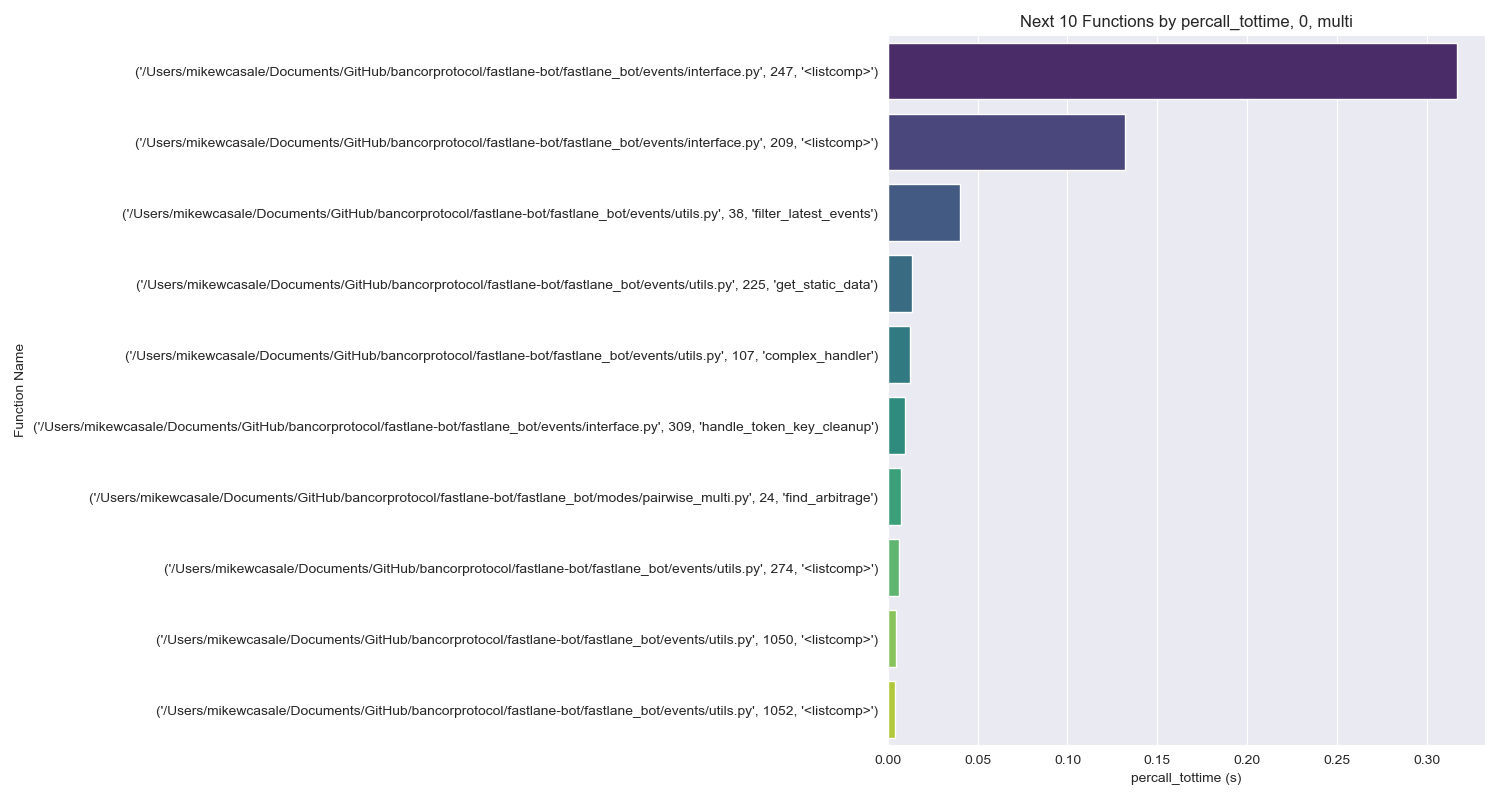 Next 10 Functions by percall_tottime, 0, multi
('/Users/mikewcasale/Documents/GitHub/bancorprotocol/fastlane-bot/fastlane_bot/events/interface.py', 247, '<listcomp>')
('/Users/mikewcasale/Documents/GitHub/bancorprotocol/fastlane-bot/fastlane_bot/events/interface.py', 209, '<listcomp>')
('/Users/mikewcasale/Documents/GitHub/bancorprotocol/fastlane-bot/fastlane_bot/events/utils.py', 38, 'filter_latest_events')
('/Users/mikewcasale/Documents/GitHub/bancorprotocol/fastlane-bot/fastlane_bot/events/utils.py', 225, 'get_static_data')
('/Users/mikewcasale/Documents/GitHub/bancorprotocol/fastlane-bot/fastlane_bot/events/utils.py', 107, 'complex_handler')
('/Users/mikewcasale/Documents/GitHub/bancorprotocol/fastlane-bot/fastlane_bot/events/interface.py', 309, 'handle_token_key_cleanup')
('/Users/mikewcasale/Documents/GitHub/bancorprotocol/fastlane-bot/fastlane_bot/modes/pairwise_multi.py', 24, 'find_arbitrage')
('/Users/mikewcasale/Documents/GitHub/bancorprotocol/fastlane-bot/fastlane_bot/events/utils.py', 274, '<listcomp>')
('/Users/mikewcasale/Documents/GitHub/bancorprotocol/fastlane-bot/fastlane_bot/events/utils.py', 1050, '<listcomp>')
('/Users/mikewcasale/Documents/GitHub/bancorprotocol/fastlane-bot/fastlane_bot/events/utils.py', 1052, '<listcomp>')
Function Name
0.00 0.05 0.10 0.15 0.20 0.25 0.30
percall_tottime (s)